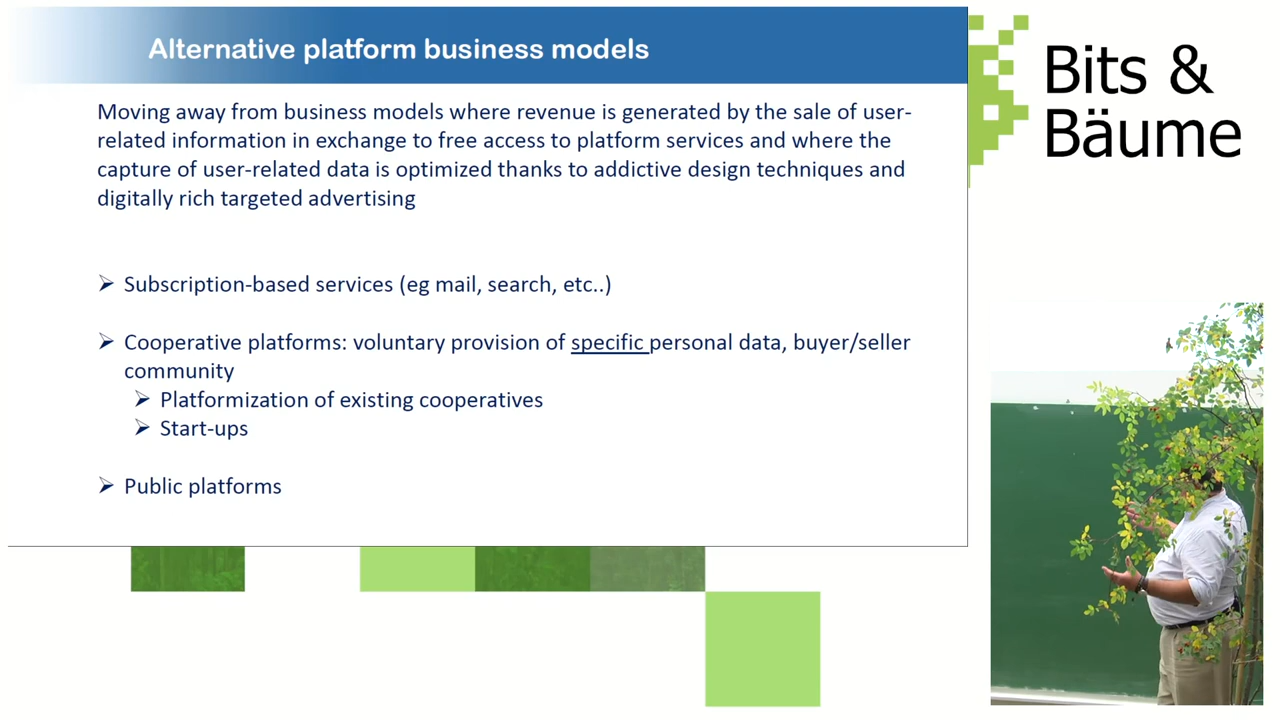 Alternative platform business models
Moving away from business models where revenue is generated by the sale of user-
related information in exchange to free access to platform services and where the
capture of user-related data is optimized thanks to addictive design techniques and
digitally rich targeted advertising
Subscription-based services (eg mail, search, etc..)
Cooperative platforms: voluntary provision of specific personal data, buyer/seller
community
Platformization of existing cooperatives
Start-ups
Public platforms
Bits &
Bäume